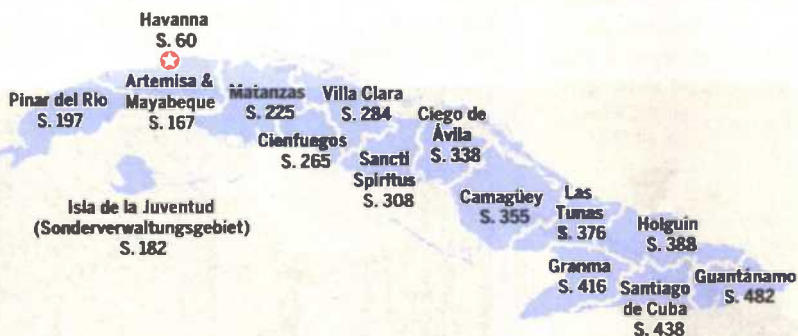 Havanna
S. 60
Pinar del Rio
S. 197
Artemisa &
Mayabeque
S. 167
Matanzas
S. 225
Villa Clara
S. 284
Cienfuegos
S. 265
Ciego de
Ávila
S. 338
Sancti
Spíritus
S. 308
Isla de la Juventud
(Sonderverwaltungsgebiet)
S. 182
Camagüey
S. 355
Las
Tunas
S. 376
Holguín
S. 388
Granma
S. 416
Santiago
de Cuba
S. 438
Guantánamo
S. 482